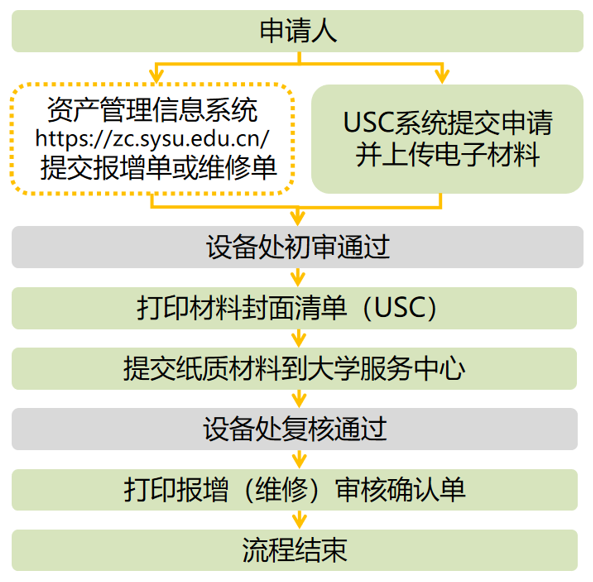 申请人
资产管理信息系统
https://zc.sysu.edu.cn/
提交报增单或维修单
USC系统提交申请
并上传电子材料
设备处初审通过
打印材料封面清单（USC）
提交纸质材料到大学服务中心
设备处复核通过
打印报增（维修）审核确认单
流程结束